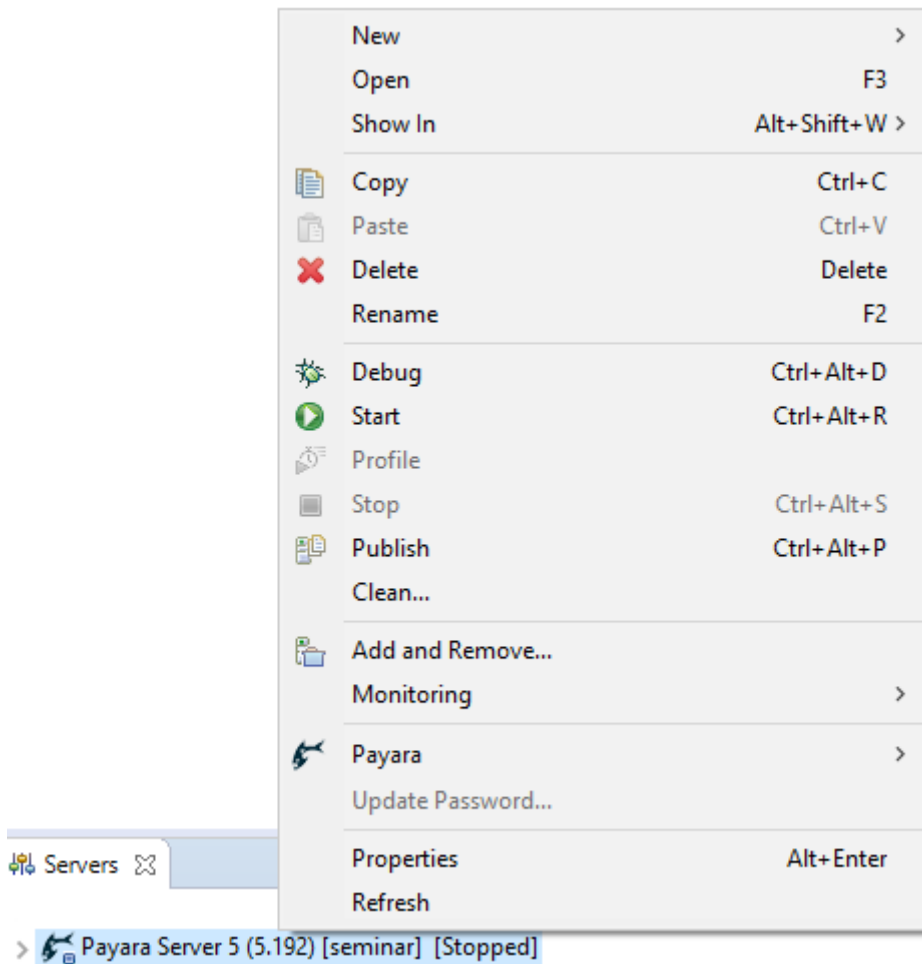 New
Open F3
Show In Alt+Shift+W
Copy Ctrl+C
Paste Ctrl+V
Delete Delete
Rename F2
Debug Ctrl+Alt+D
Start Ctrl+Alt+R
Profile
Stop Ctrl+Alt+S
Publish Ctrl+Alt+P
Clean...
Add and Remove...
Monitoring
Payara
Update Password...
Properties Alt+Enter
Refresh
Servers
Payara Server 5 (5.192) [seminar] [Stopped]